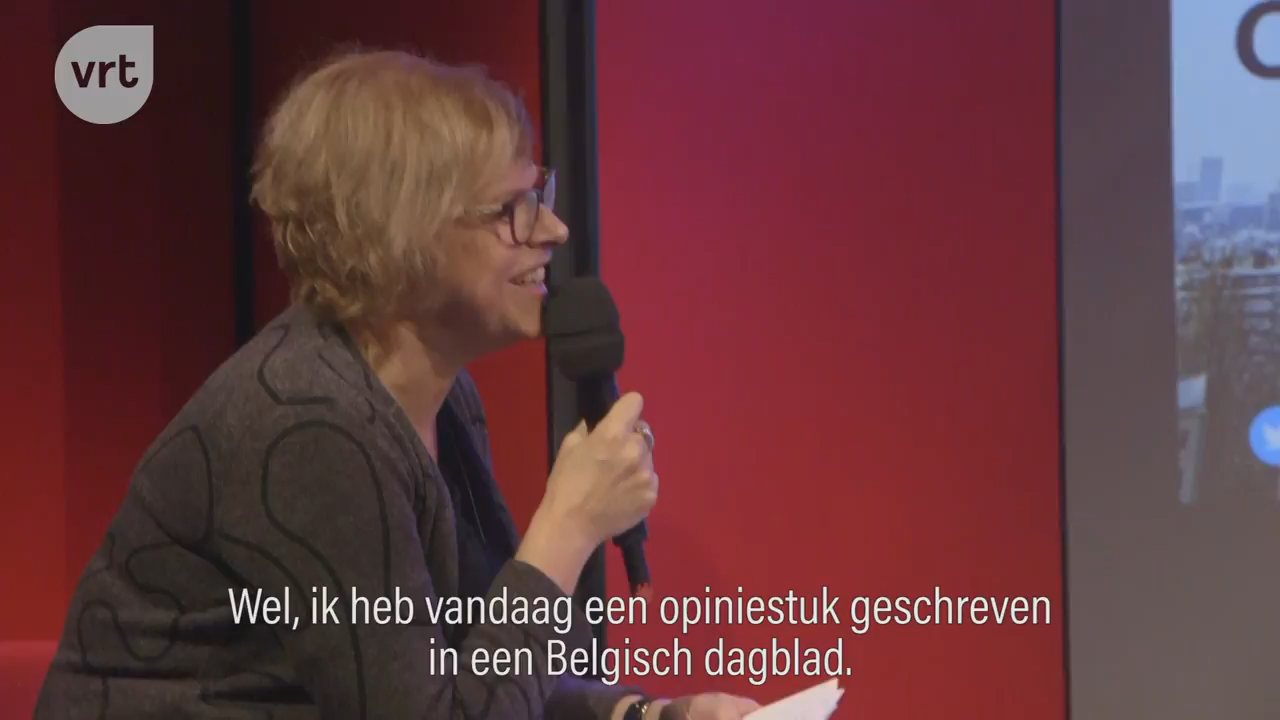 vrt
Wel, ik heb vandaag een opiniestuk geschreven
in een Belgisch dagblad.